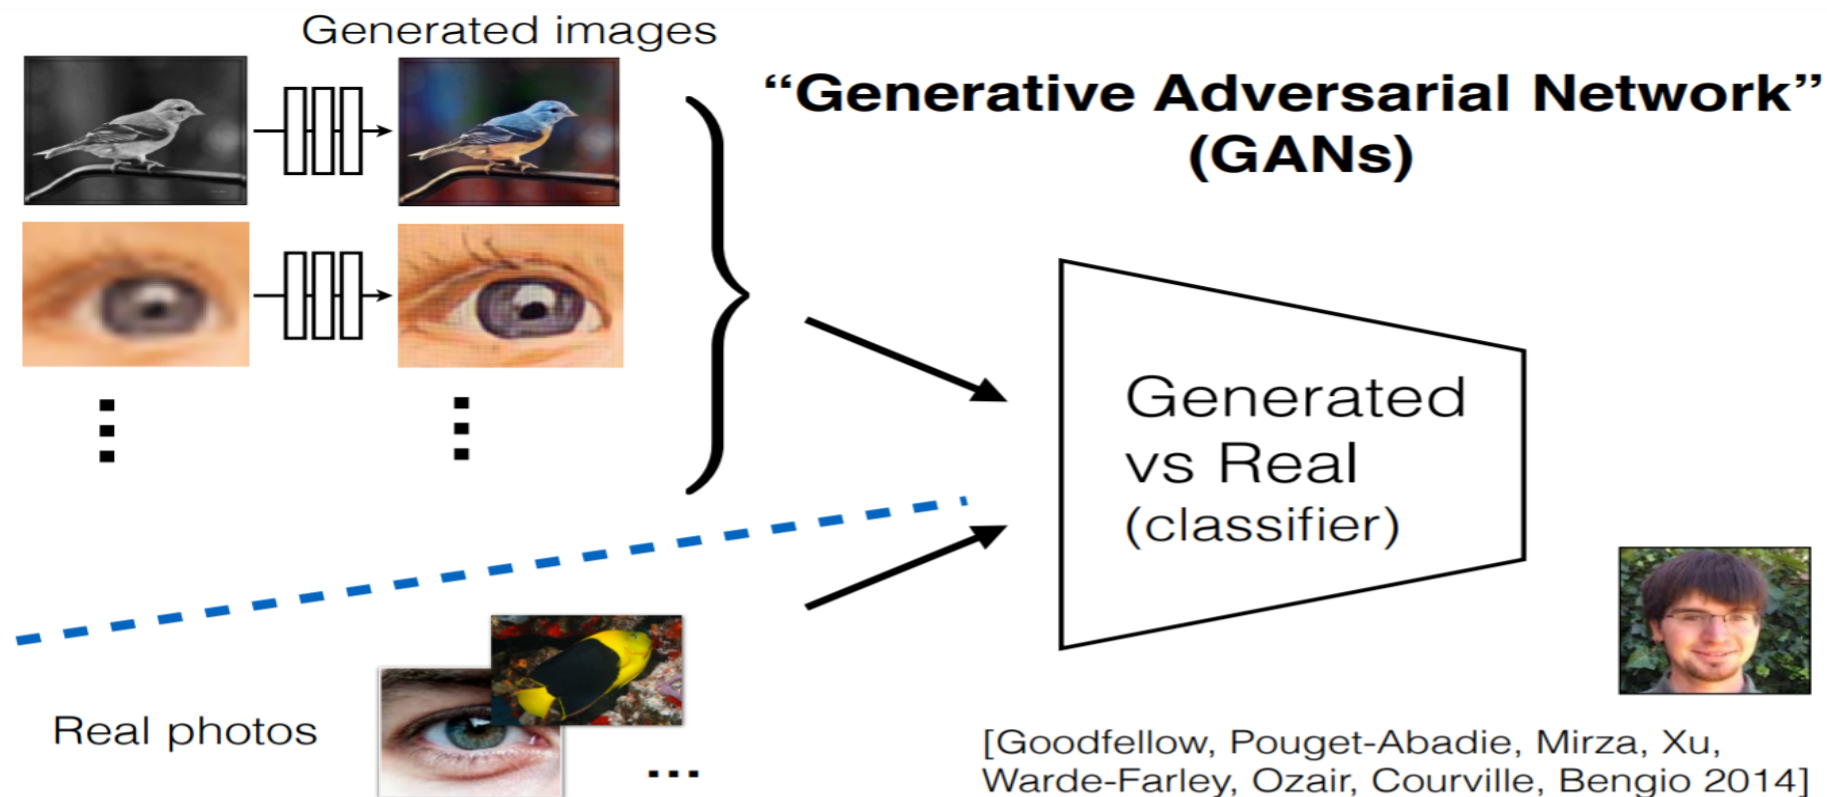 Generated images
“Generative Adversarial Network”
(GANs)
Generated
vs Real
(classifier)
Real photos
...
[Goodfellow, Pouget-Abadie, Mirza, Xu,
Warde-Farley, Ozair, Courville, Bengio 2014]